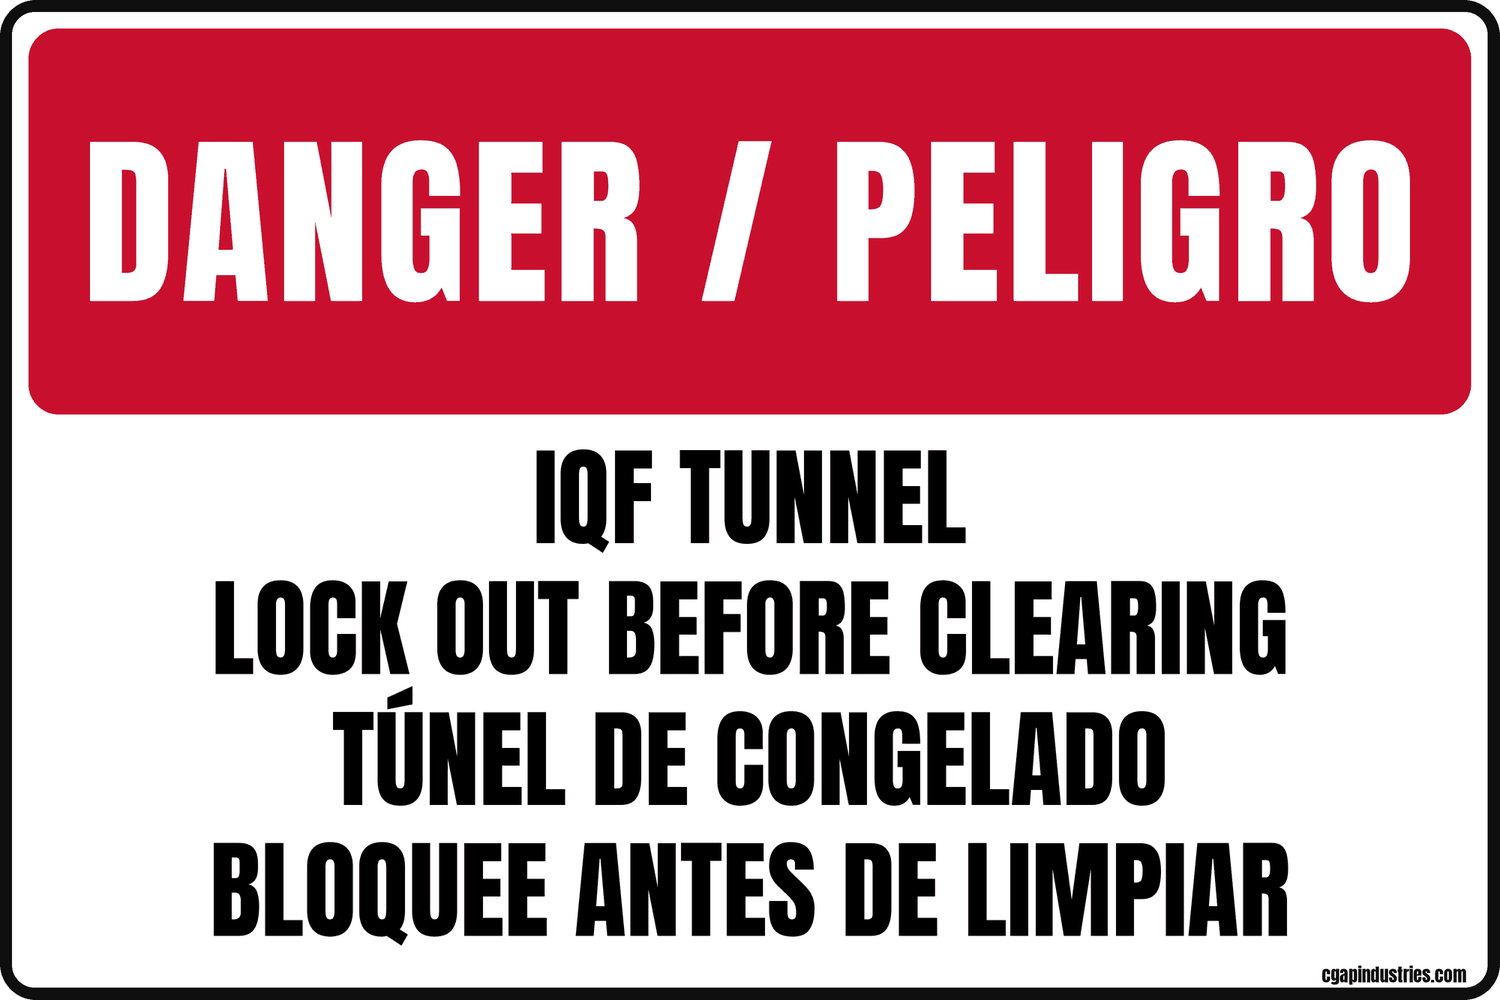 DANGER / PELIGRO
IQF TUNNEL
LOCK OUT BEFORE CLEARING
TÚNEL DE CONGELADO
BLOQUEE ANTES DE LIMPIAR
cgapindustries.com